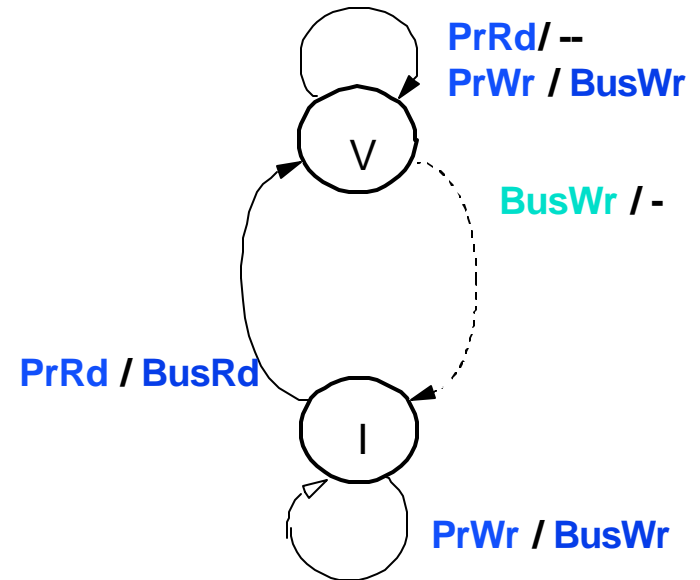 PrRd/ --
PrWr / BusWr
V
BusWr / -
PrRd / BusRd
I
PrWr / BusWr